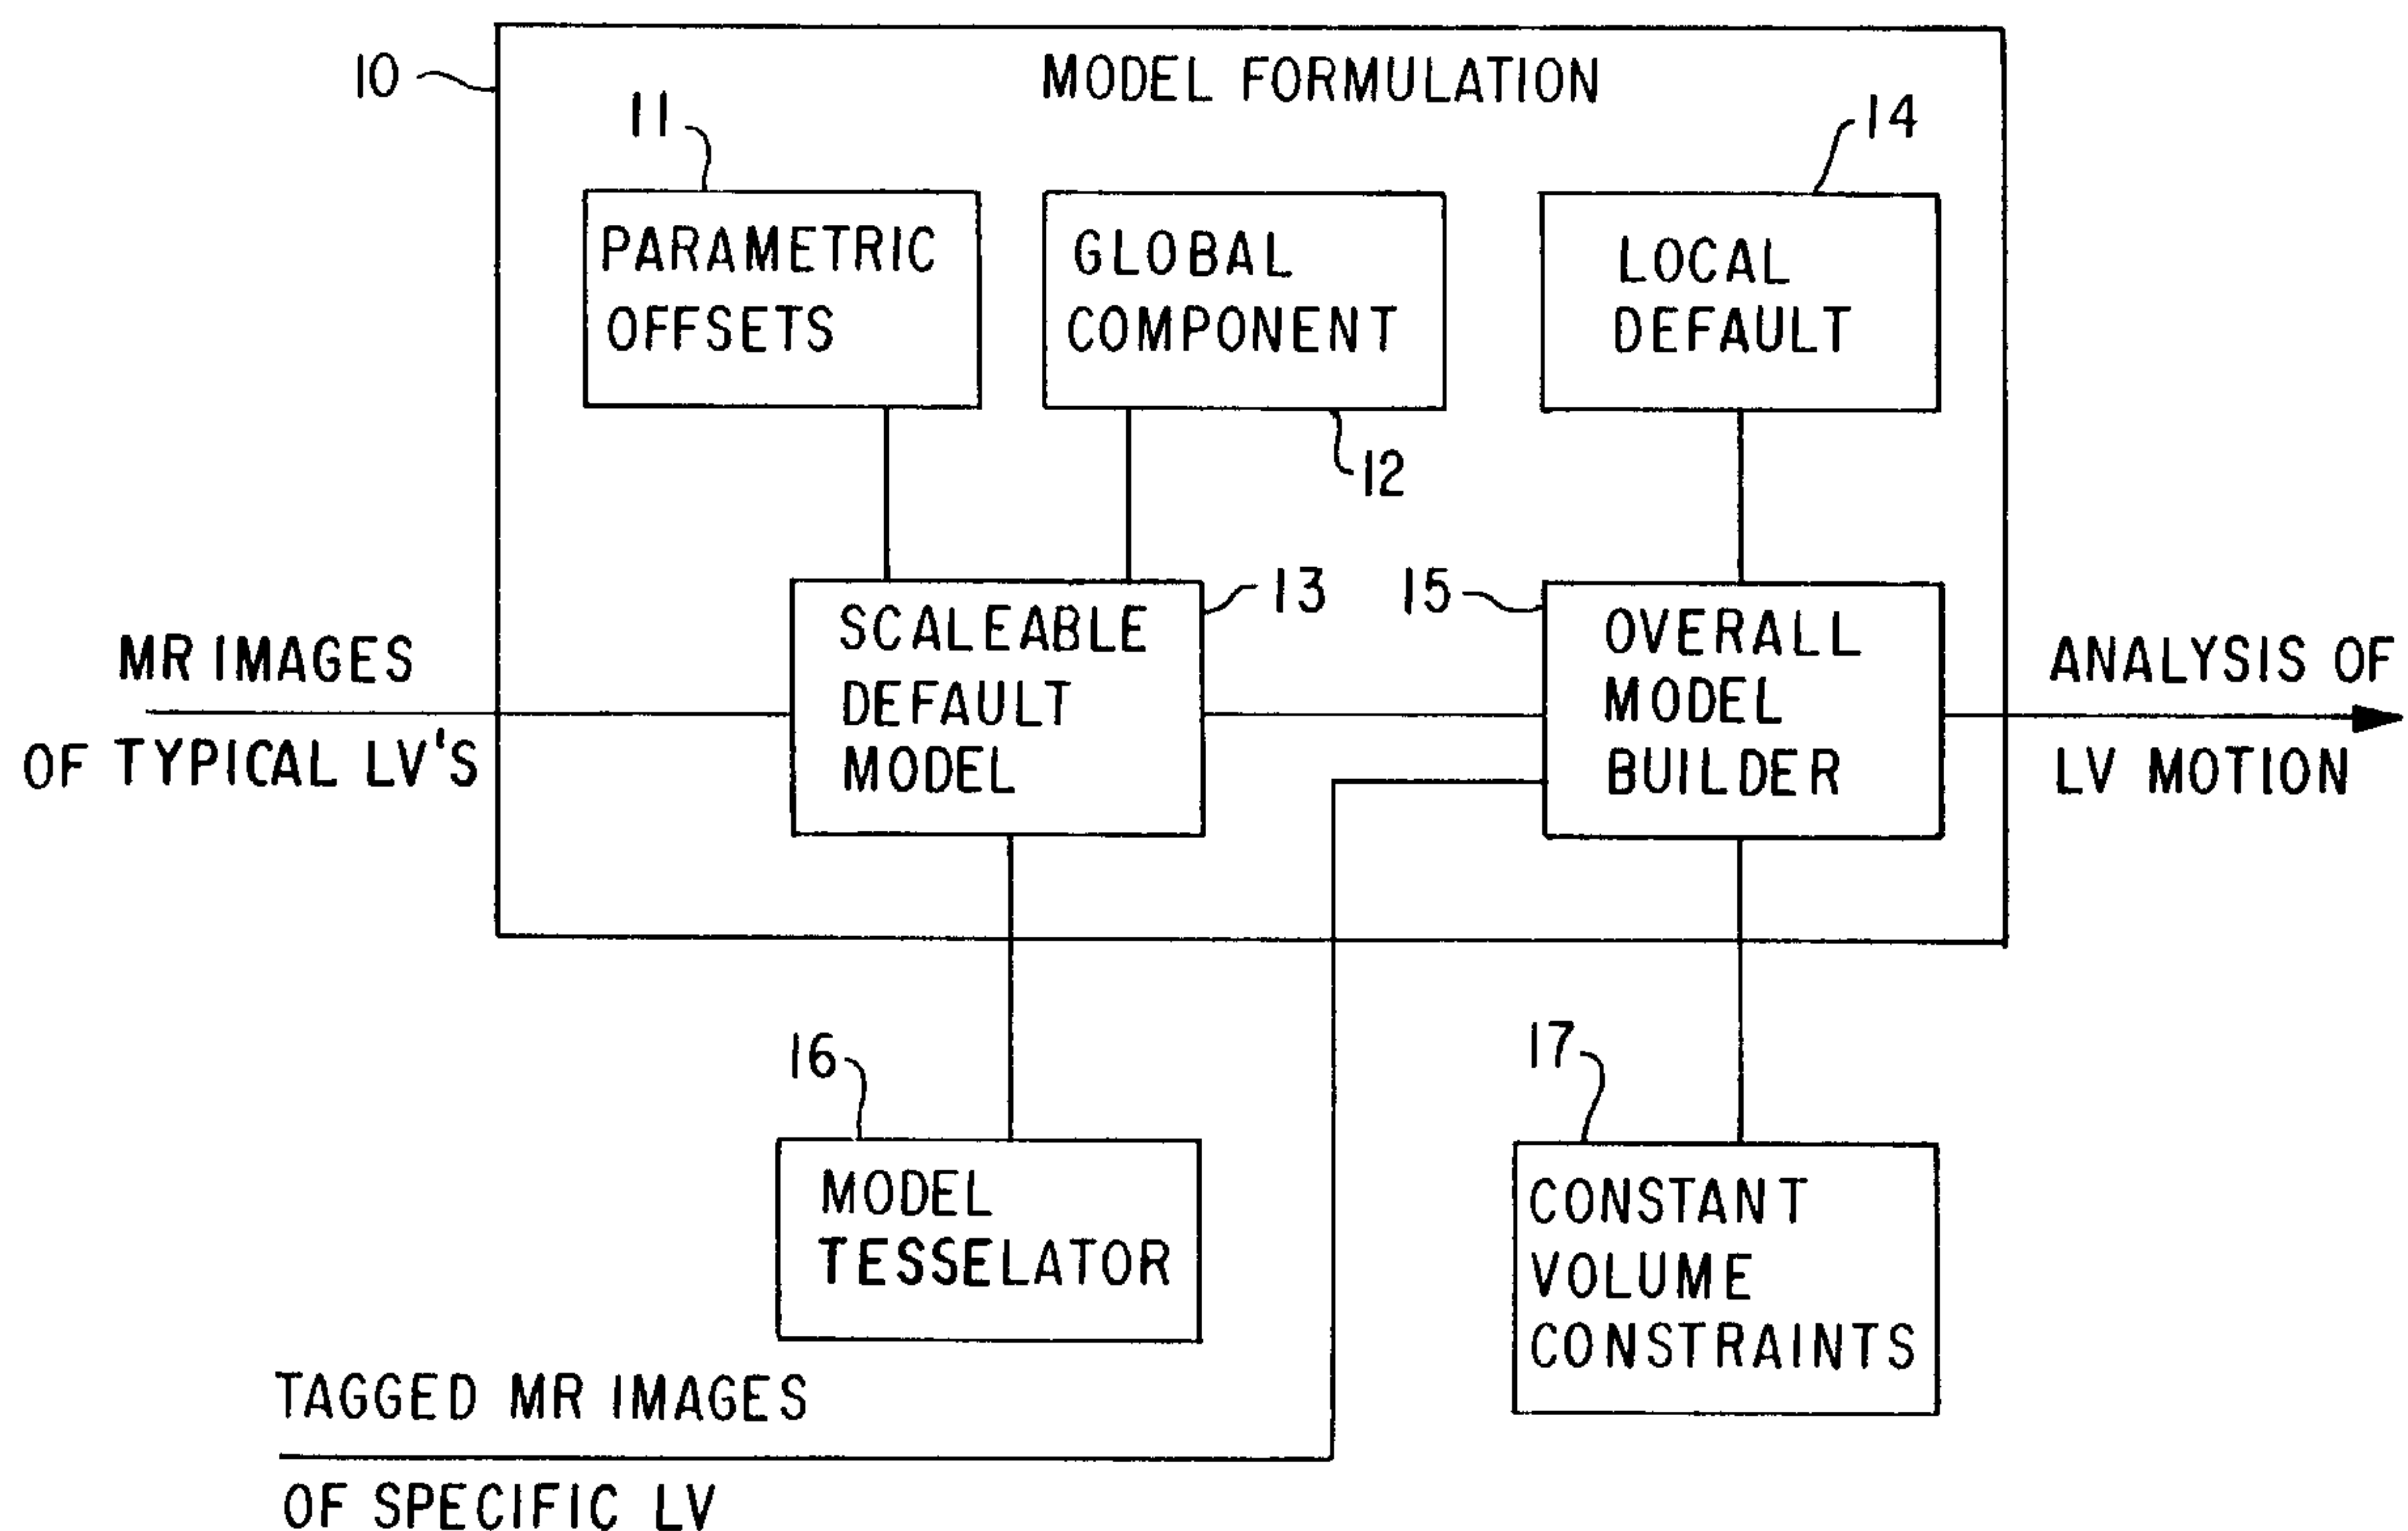 10
MODEL FORMULATION
11
14
PARAMETRIC
OFFSETS
GLOBAL
COMPONENT
LOCAL
DEFAULT
12
13
15
MR IMAGES
OF TYPICAL LV'S
SCALEABLE
DEFAULT
MODEL
OVERALL
MODEL
BUILDER
ANALYSIS OF
LV MOTION
16
17
MODEL
TESSELATOR
CONSTANT
VOLUME
CONSTRAINTS
TAGGED MR IMAGES
OF SPECIFIC LV